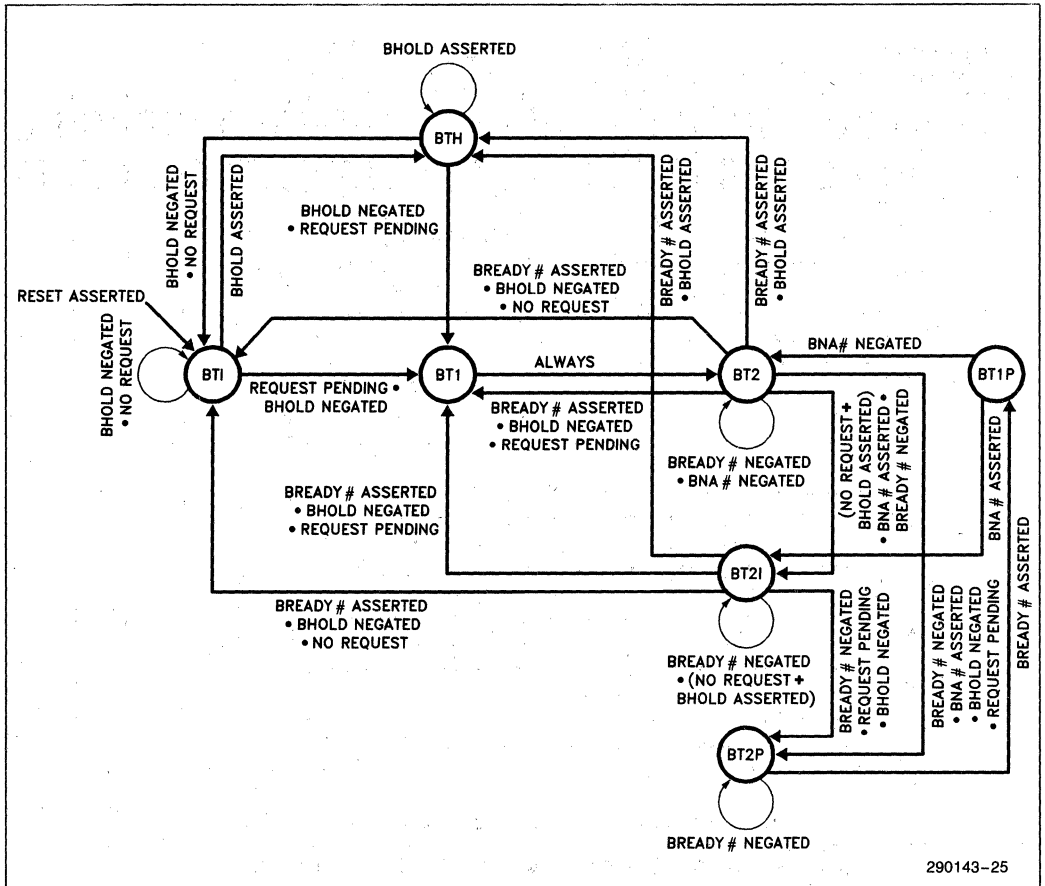 BHOLD ASSERTED
BTH
BHOLD NEGATED
• NO REQUEST
BHOLD ASSERTED
BHOLD NEGATED
• REQUEST PENDING
BREADY# ASSERTED
• BHOLD ASSERTED
BREADY# ASSERTED
• BHOLD ASSERTED
BREADY# ASSERTED
• BHOLD NEGATED
• NO REQUEST
RESET ASSERTED
BHOLD NEGATED
• NO REQUEST
BTI
REQUEST PENDING •
BHOLD NEGATED
BT1
ALWAYS
BT2
BNA# NEGATED
BT1P
BREADY# ASSERTED
• BHOLD NEGATED
• REQUEST PENDING
BREADY# NEGATED
• BNA# NEGATED
(NO REQUEST +
BHOLD ASSERTED)
• BNA# ASSERTED •
BREADY# NEGATED
BNA# ASSERTED
BREADY# ASSERTED
BREADY# ASSERTED
• BHOLD NEGATED
• REQUEST PENDING
BT2I
BREADY# ASSERTED
• BHOLD NEGATED
• NO REQUEST
BREADY# NEGATED
• (NO REQUEST +
BHOLD ASSERTED)
BREADY# NEGATED
• REQUEST PENDING
• BHOLD NEGATED
BREADY# NEGATED
• BNA# ASSERTED
• BHOLD NEGATED
• REQUEST PENDING
BT2P
BREADY# NEGATED
290143-25